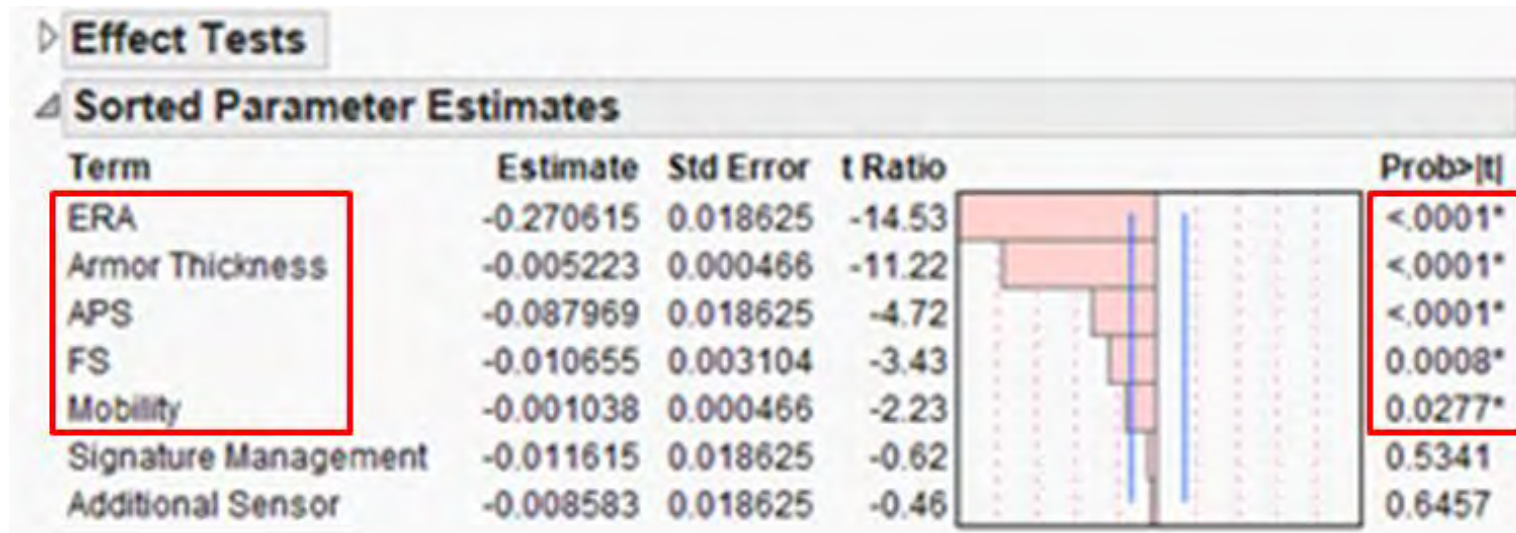 Effect Tests
Sorted Parameter Estimates
Term Estimate Std Error t Ratio Prob>|t|
ERA -0.270615 0.018625 -14.53 <.0001*
Armor Thickness -0.005223 0.000466 -11.22 <.0001*
APS -0.087969 0.018625 -4.72 <.0001*
FS -0.010655 0.003104 -3.43 0.0008*
Mobility -0.001038 0.000466 -2.23 0.0277*
Signature Management -0.011615 0.018625 -0.62 0.5341
Additional Sensor -0.008583 0.018625 -0.46 0.6457